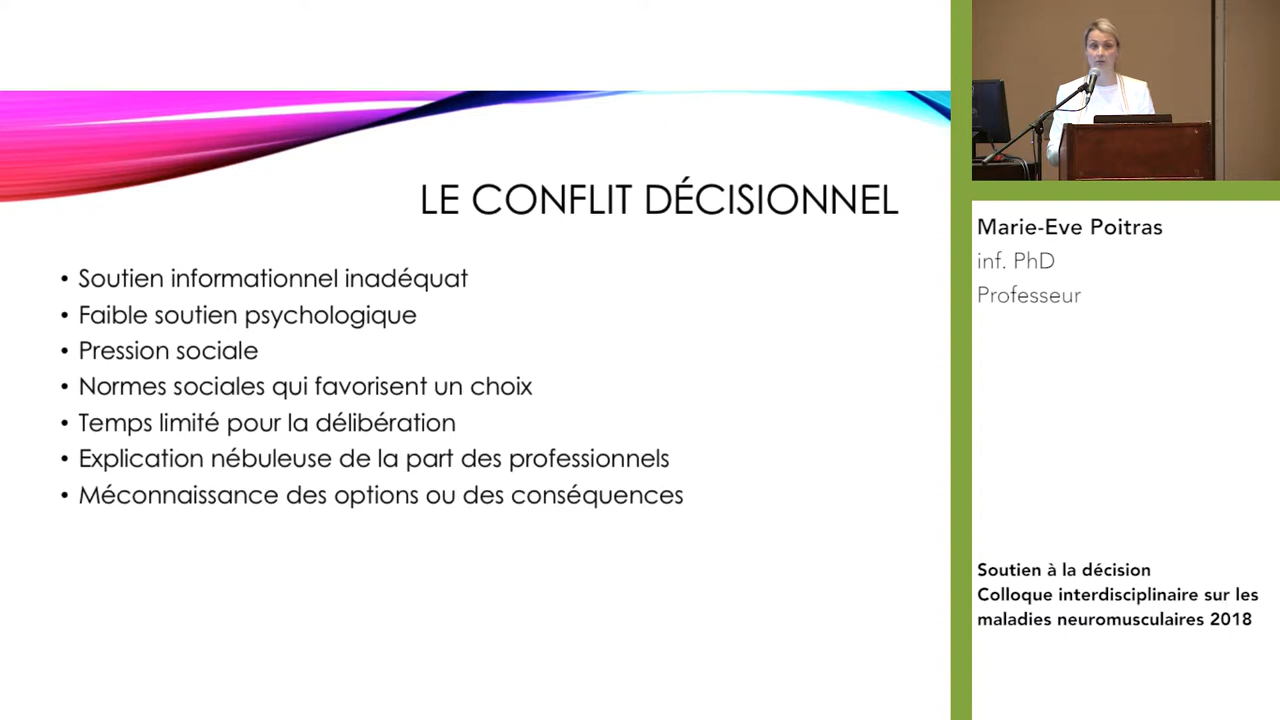 LE CONFLIT DÉCISIONNEL
• Soutien informationnel inadéquat
• Faible soutien psychologique
• Pression sociale
• Normes sociales qui favorisent un choix
• Temps limité pour la délibération
• Explication nébuleuse de la part des professionnels
• Méconnaissance des options ou des conséquences
Marie-Eve Poitras
inf. PhD
Professeur
Soutien à la décision
Colloque interdisciplinaire sur les
maladies neuromusculaires 2018